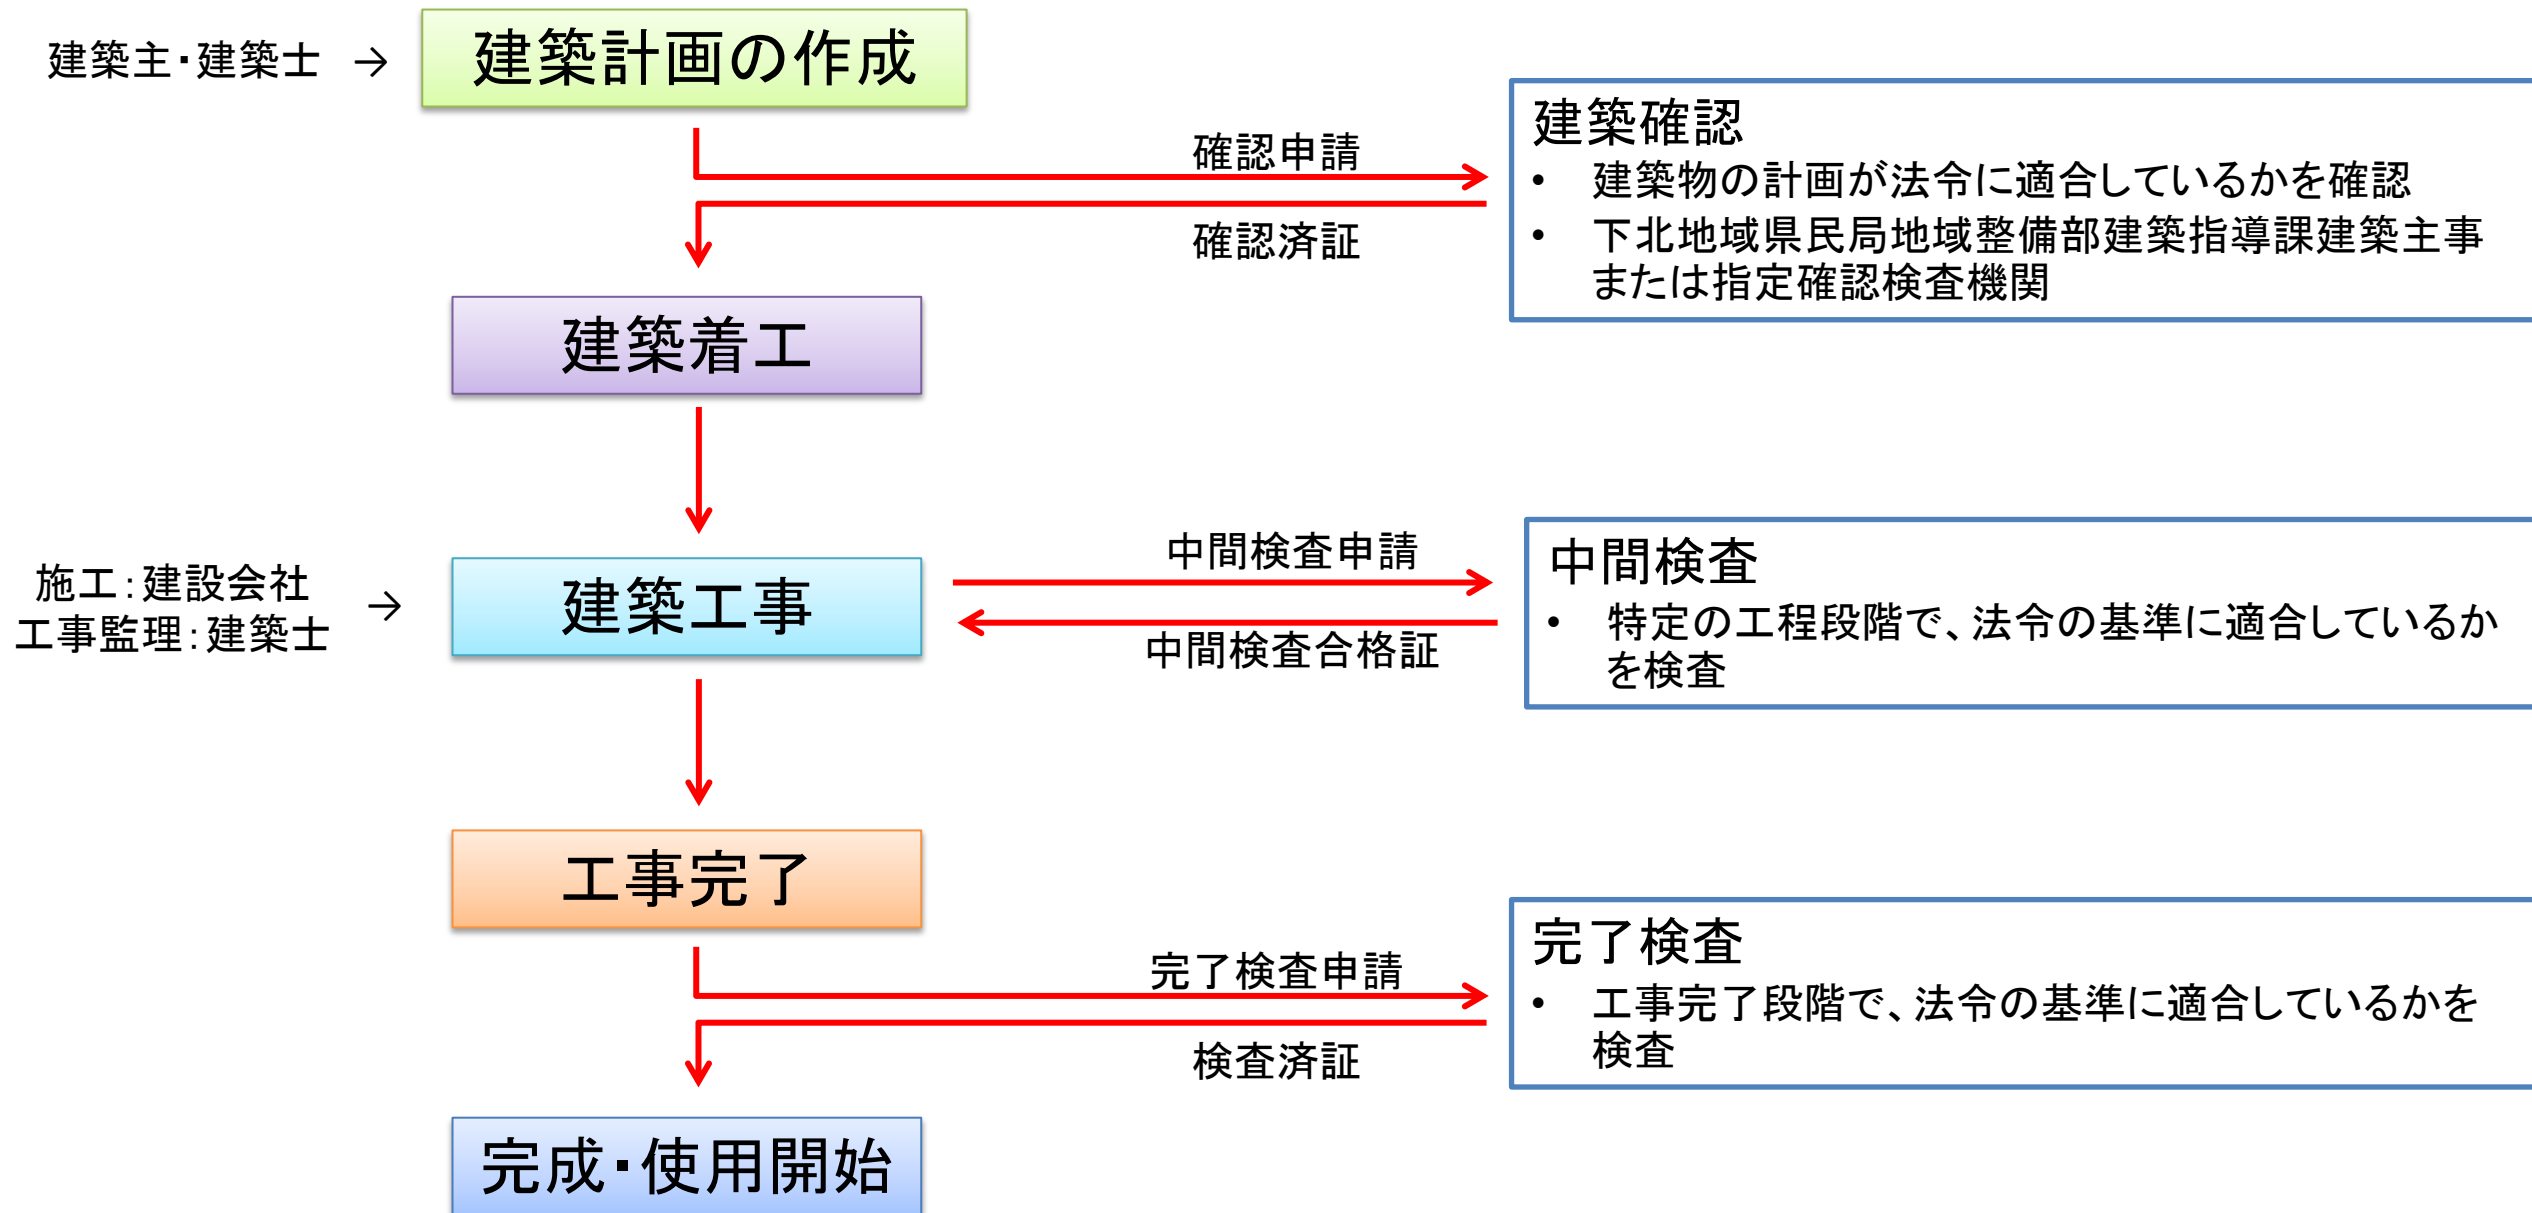 建築主・建築士 →
建築計画の作成
確認申請
確認済証
建築確認
• 建築物の計画が法令に適合しているかを確認
• 下北地域県民局地域整備部建築指導課建築主事
または指定確認検査機関
建築着工
施工：建設会社
工事監理：建築士
→
建築工事
中間検査申請
中間検査合格証
中間検査
• 特定の工程段階で、法令の基準に適合しているか
を検査
工事完了
完了検査申請
検査済証
完了検査
• 工事完了段階で、法令の基準に適合しているかを
検査
完成・使用開始